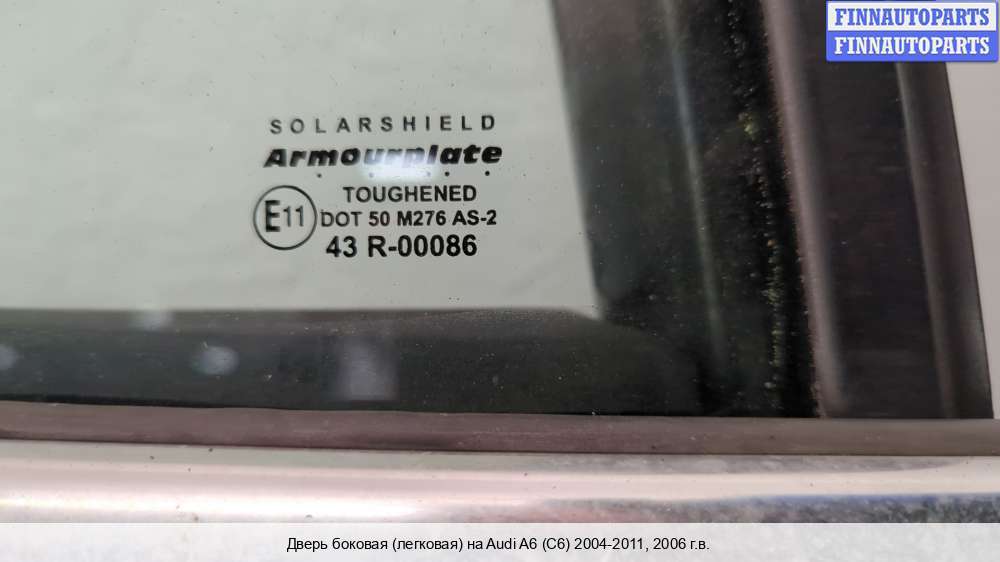 FINNAUTOPARTS
FINNAUTOPARTS
SOLARSHIELD
Armourplate
TOUGHENED
E11 DOT 50 M276 AS-2
43 R-00086
Дверь боковая (легковая) на Audi A6 (C6) 2004-2011, 2006 г.в.